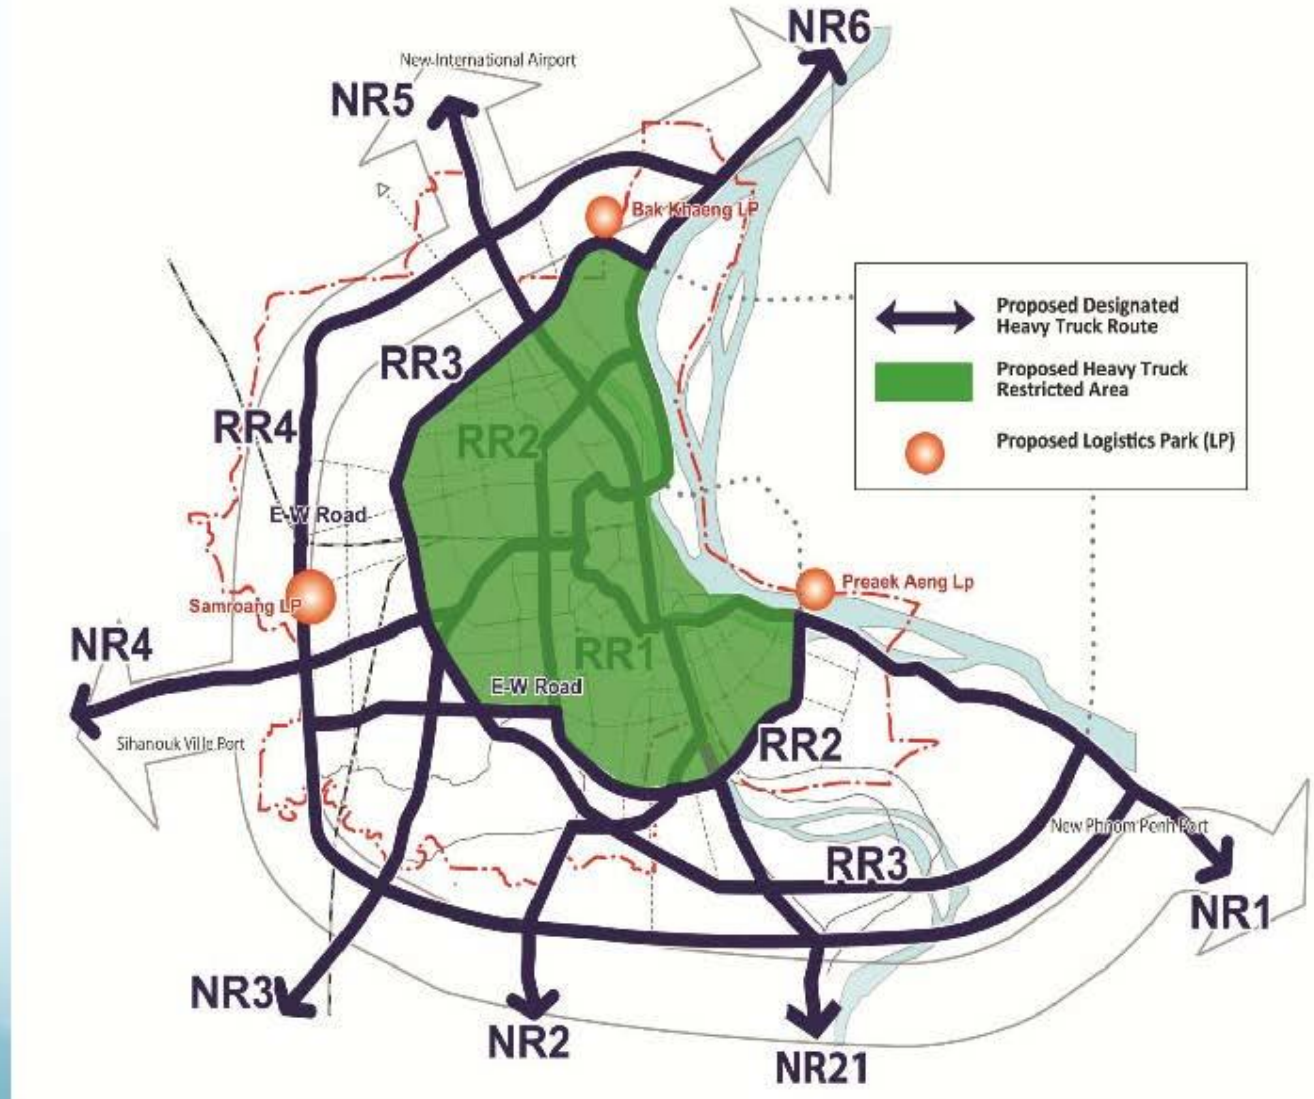 NR6
New International Airport
NR5
Bak Khaeng LP
Proposed Designated
Heavy Truck Route
Proposed Heavy Truck
Restricted Area
Proposed Logistics Park (LP)
RR3
RR4
RR2
E-W Road
Samroang LP
Preaek Aeng Lp
NR4
RR1
E-W Road
Sihanouk Ville Port
RR2
New Phnom Penh Port
RR3
NR1
NR3
NR2
NR21